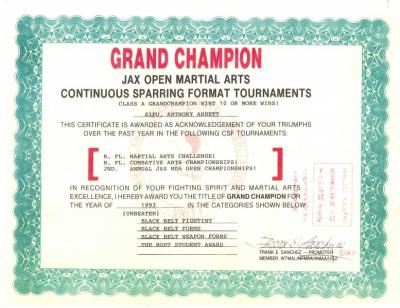 GRAND CHAMPION
JAX OPEN MARTIAL ARTS
CONTINUOUS SPARRING FORMAT TOURNAMENTS
CLASS A GRANDCHAMPION WIHT 10 OR MORE WINS!
SIFU, ANTHONY ARNETT
THIS CERTIFICATE IS AWARDED AS ACKNOWLEDGEMENT OF YOUR TRIUMPHS
OVER THE PAST YEAR IN THE FOLLOWING CSF TOURNAMENTS.
N. FL. MARTIAL ARTS CHALLENGE!
N. FL. COMBATIVE ARTS CHAMPIONSHIPS!
2ND. ANNUAL JAX MDA OPEN CHAMPIONSHIPS!
IN RECOGNITION OF YOUR FIGHTING SPIRIT AND MARTIAL ARTS
EXCELLENCE, I HEREBY AWARD YOU THE TITLE OF GRAND CHAMPION FOR
THE YEAR OF 1993 IN THE CATEGORIES SHOWN BELOW.
(UNBEATEN)
BLACK BELT FIGHTINT
BLACK BELT FORMS
BLACK BELT WEAPON FORMS
THE MOST STUDENT AWARD
FRANK E. SANCHEZ – PROMOTER
MEMBER